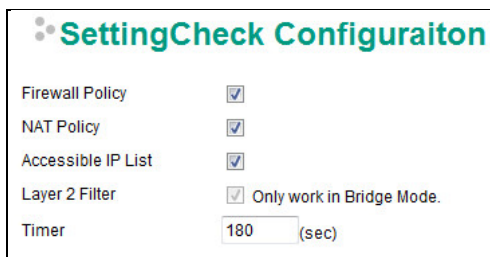 SettingCheck Configuraiton
Firewall Policy
NAT Policy
Accessible IP List
Layer 2 Filter Only work in Bridge Mode.
Timer 180 (sec)